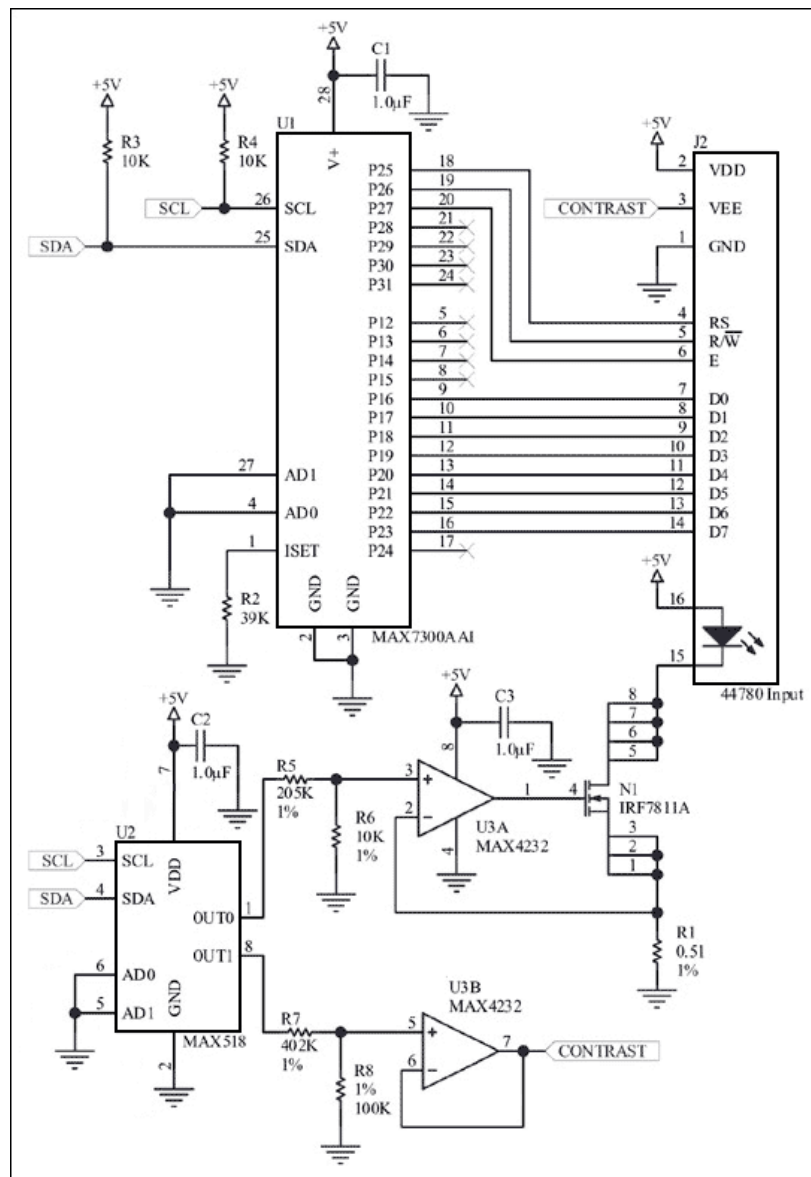 +5V
C1
1.0µF
28
+5V
+5V
R3
10K
R4
10K
U1
V+
SCL
26
SCL
SDA
25
SDA
P25
18
P26
19
P27
20
P28
21
P29
22
P30
23
P31
24
P12
5
P13
6
P14
7
P15
8
P16
9
P17
10
P18
11
P19
12
P20
13
P21
14
P22
15
P23
16
P24
17
27
AD1
4
AD0
1
ISET
R2
39K
GND
GND
2
3
MAX7300AAI
+5V
J2
2
VDD
CONTRAST
3
VEE
1
GND
4
RS
5
R/W
6
E
7
D0
8
D1
9
D2
10
D3
11
D4
12
D5
13
D6
14
D7
+5V
16
15
44780 Input
+5V
C2
1.0µF
7
U2
SCL
3
SCL
SDA
4
SDA
VDD
OUT0
1
OUT1
8
6
AD0
5
AD1
GND
2
MAX518
R5
205K
1%
R6
10K
1%
+5V
C3
1.0µF
8
3
+
2
−
1
4
U3A
MAX4232
8
7
6
5
4
N1
IRF7811A
3
2
1
R1
0.51
1%
R7
402K
1%
R8
1%
100K
U3B
MAX4232
5
+
6
−
7
CONTRAST